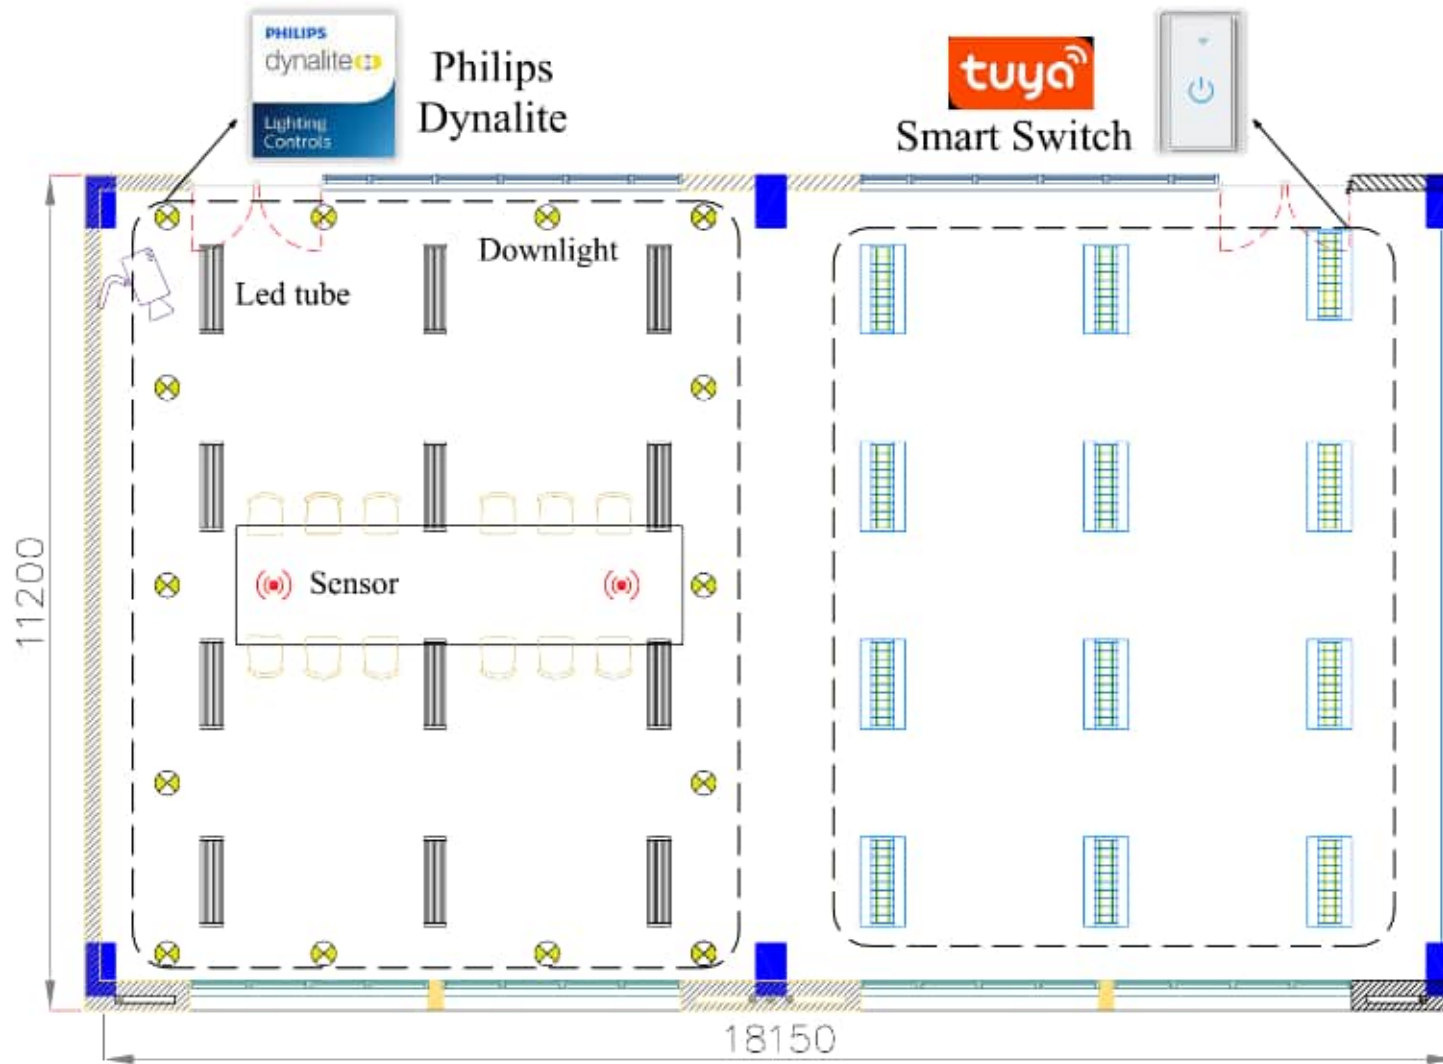 PHILIPS
dynalite
Lighting
Controls
Philips
Dynalite
tuya
Smart Switch
Downlight
Led tube
Sensor
11200
18150